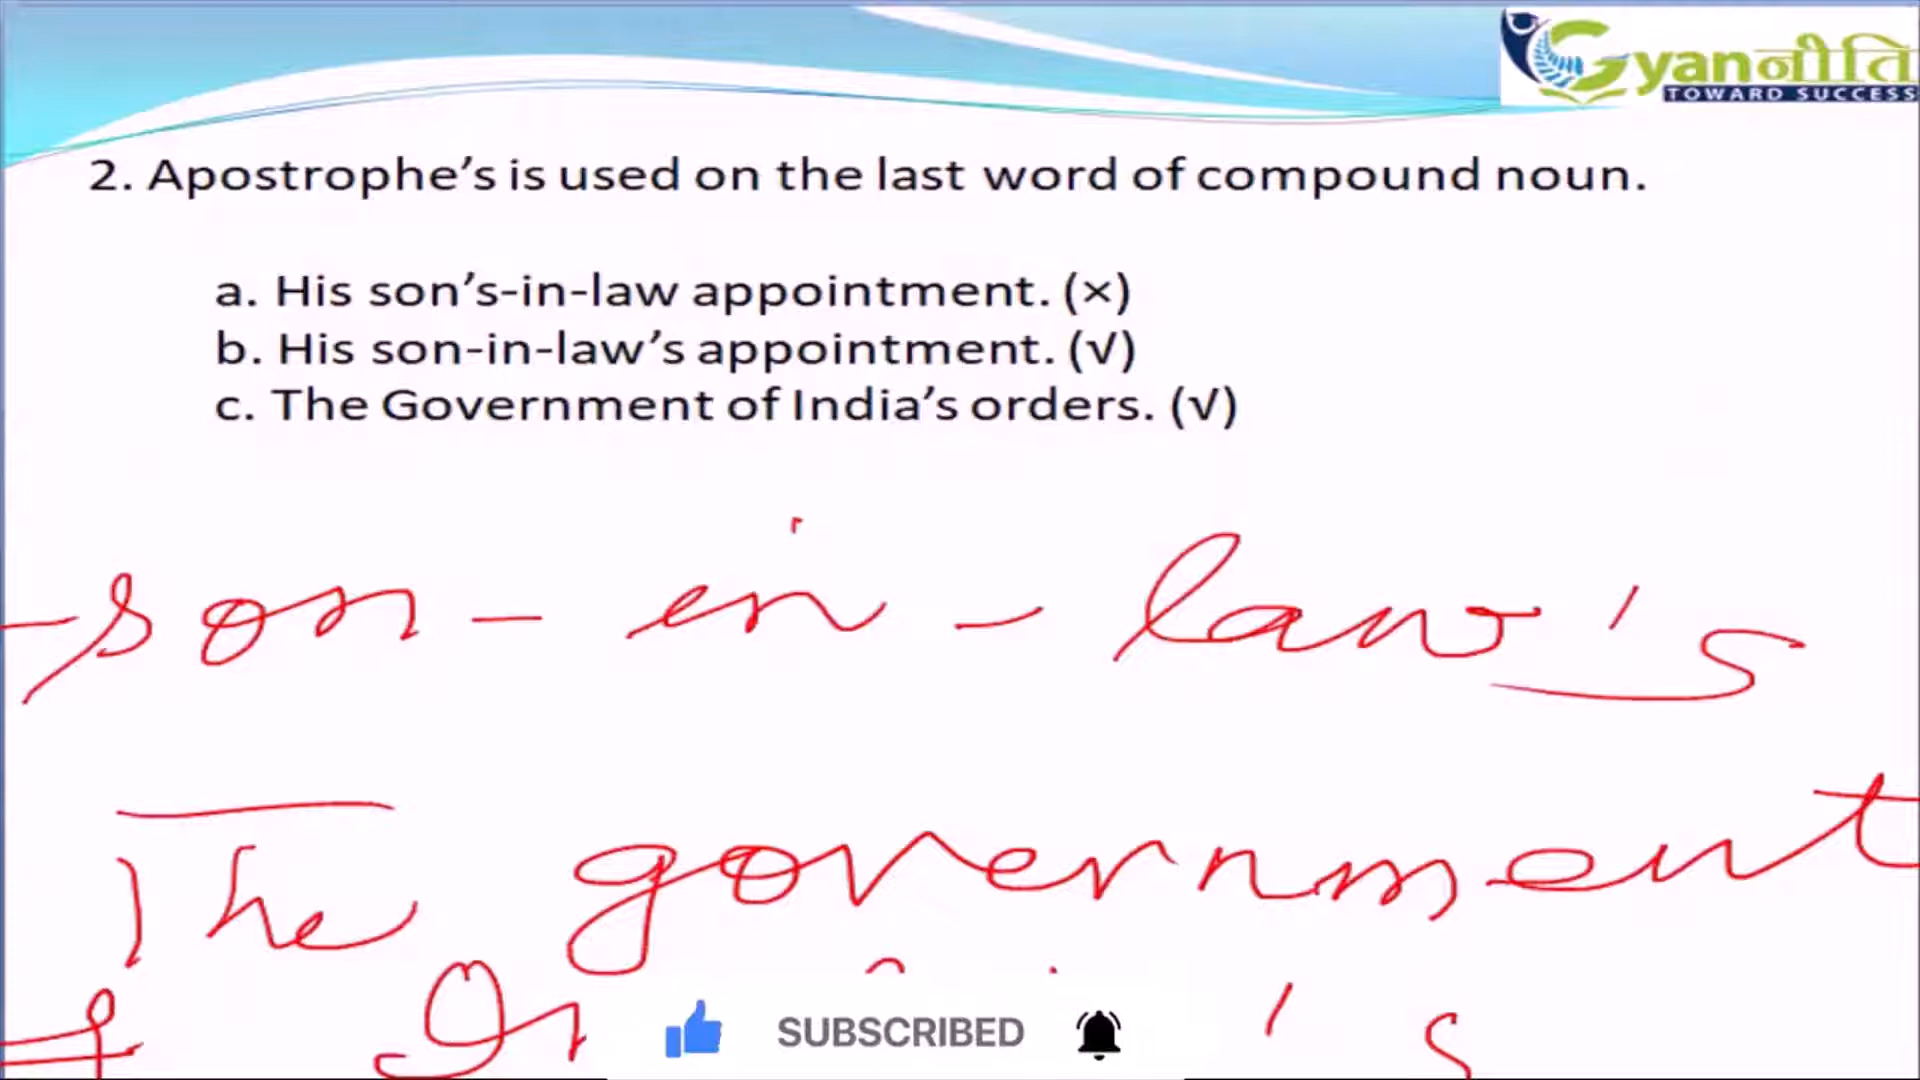 Gyanनीति
TOWARD SUCCESS
2. Apostrophe’s is used on the last word of compound noun.
a. His son’s-in-law appointment. (×)
b. His son-in-law’s appointment. (√)
c. The Government of India’s orders. (√)
-son-in-law's
The government
SUBSCRIBED